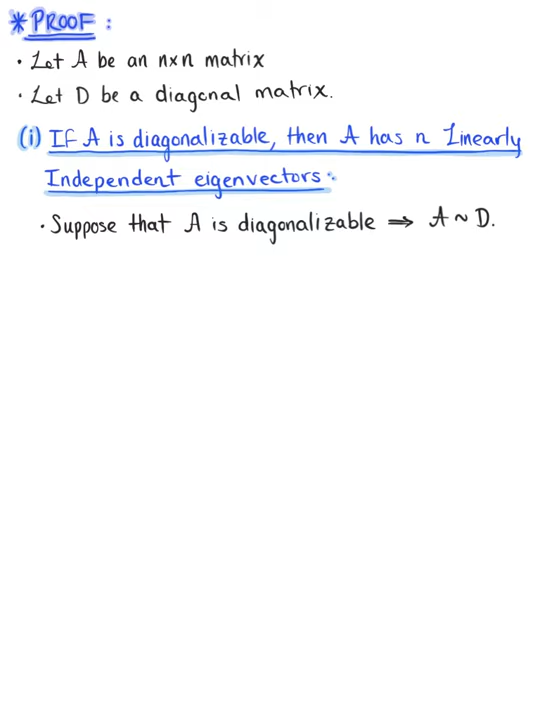 *PROOF:
· Let A be an n×n matrix
· Let D be a diagonal matrix.
(i) If A is diagonalizable, then A has n Linearly
Independent eigenvectors:
· Suppose that A is diagonalizable ⟹ A ~ D.